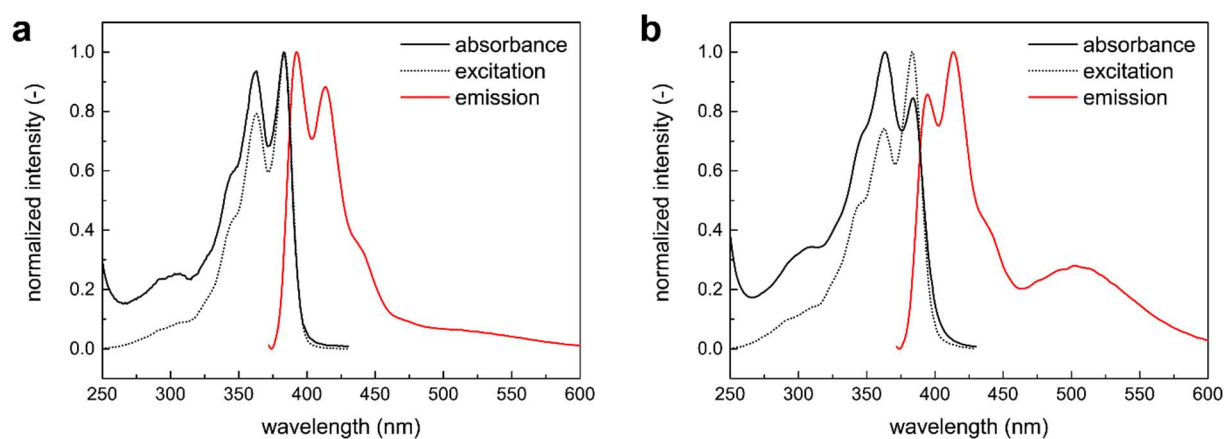 a
absorbance
excitation
emission
normalized intensity (-)
1.0
0.8
0.6
0.4
0.2
0.0
250 300 350 400 450 500 550 600
wavelength (nm)
b
absorbance
excitation
emission
normalized intensity (-)
1.0
0.8
0.6
0.4
0.2
0.0
250 300 350 400 450 500 550 600
wavelength (nm)